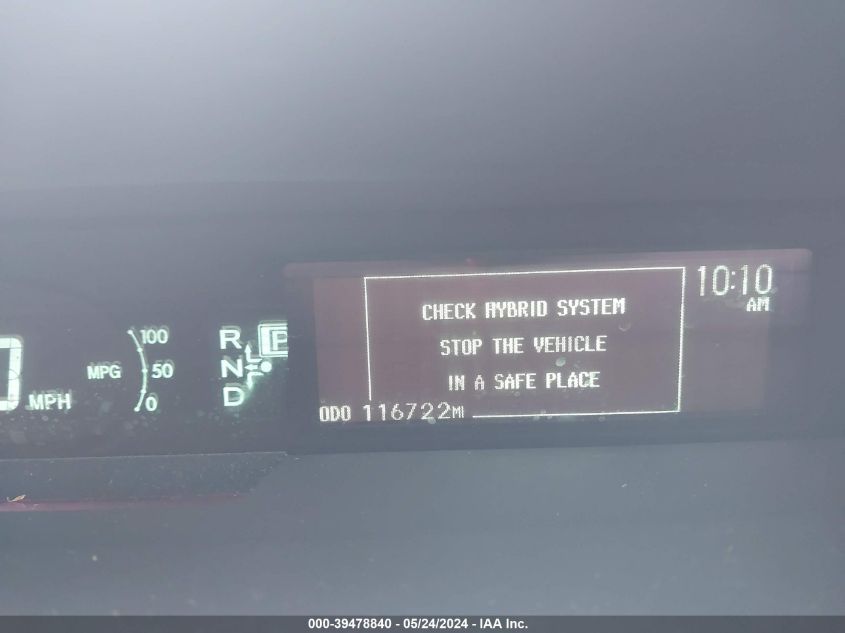 CHECK HYBRID SYSTEM
STOP THE VEHICLE
IN A SAFE PLACE
10:10
AM
ODO 116722MI
MPH
MPG
100
50
0
R
N
D
P
000-39478840 - 05/24/2024 - IAA Inc.